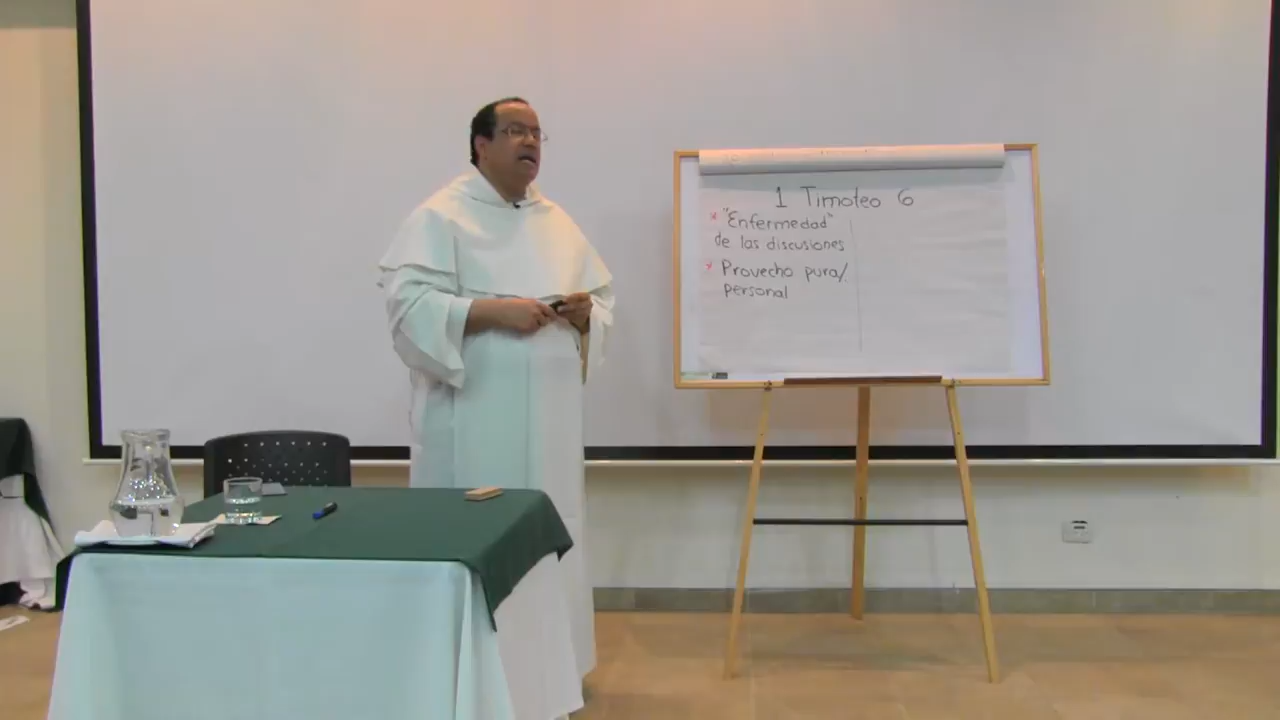 1 Timoteo 6
* "Enfermedad"
de las discusiones
* Provecho pura/.
personal